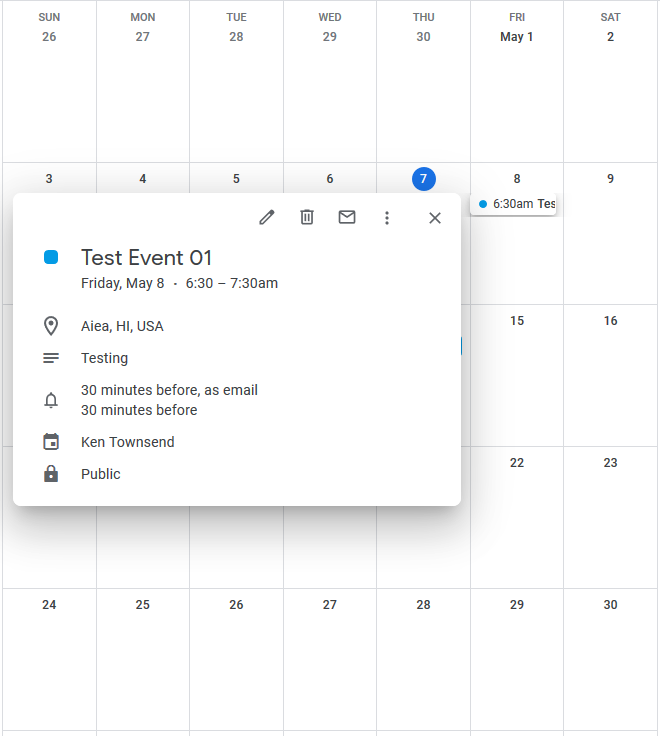 SUN MON TUE WED THU FRI SAT
26 27 28 29 30 May 1 2
3 4 5 6 7 8 9
6:30am Tes
Test Event 01
Friday, May 8 · 6:30 – 7:30am
Aiea, HI, USA
Testing
30 minutes before, as email
30 minutes before
Ken Townsend
Public
15 16
22 23
24 25 26 27 28 29 30